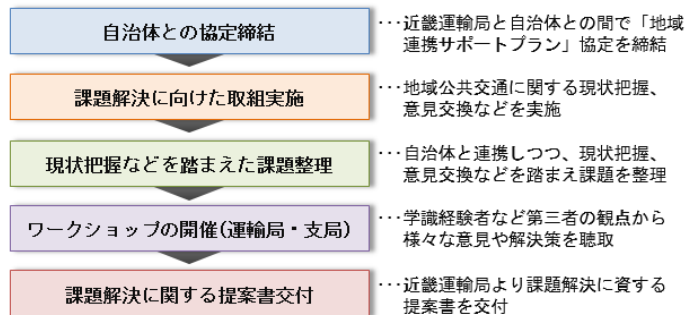 自治体との協定締結
･･･近畿運輸局と自治体との間で「地域
連携サポートプラン」協定を締結
課題解決に向けた取組実施
･･･地域公共交通に関する現状把握、
意見交換などを実施
現状把握などを踏まえた課題整理
･･･自治体と連携しつつ、現状把握、
意見交換などを踏まえ課題を整理
ワークショップの開催(運輸局・支局)
･･･学識経験者など第三者の観点から
様々な意見や解決策を聴取
課題解決に関する提案書交付
･･･近畿運輸局より課題解決に資する
提案書を交付